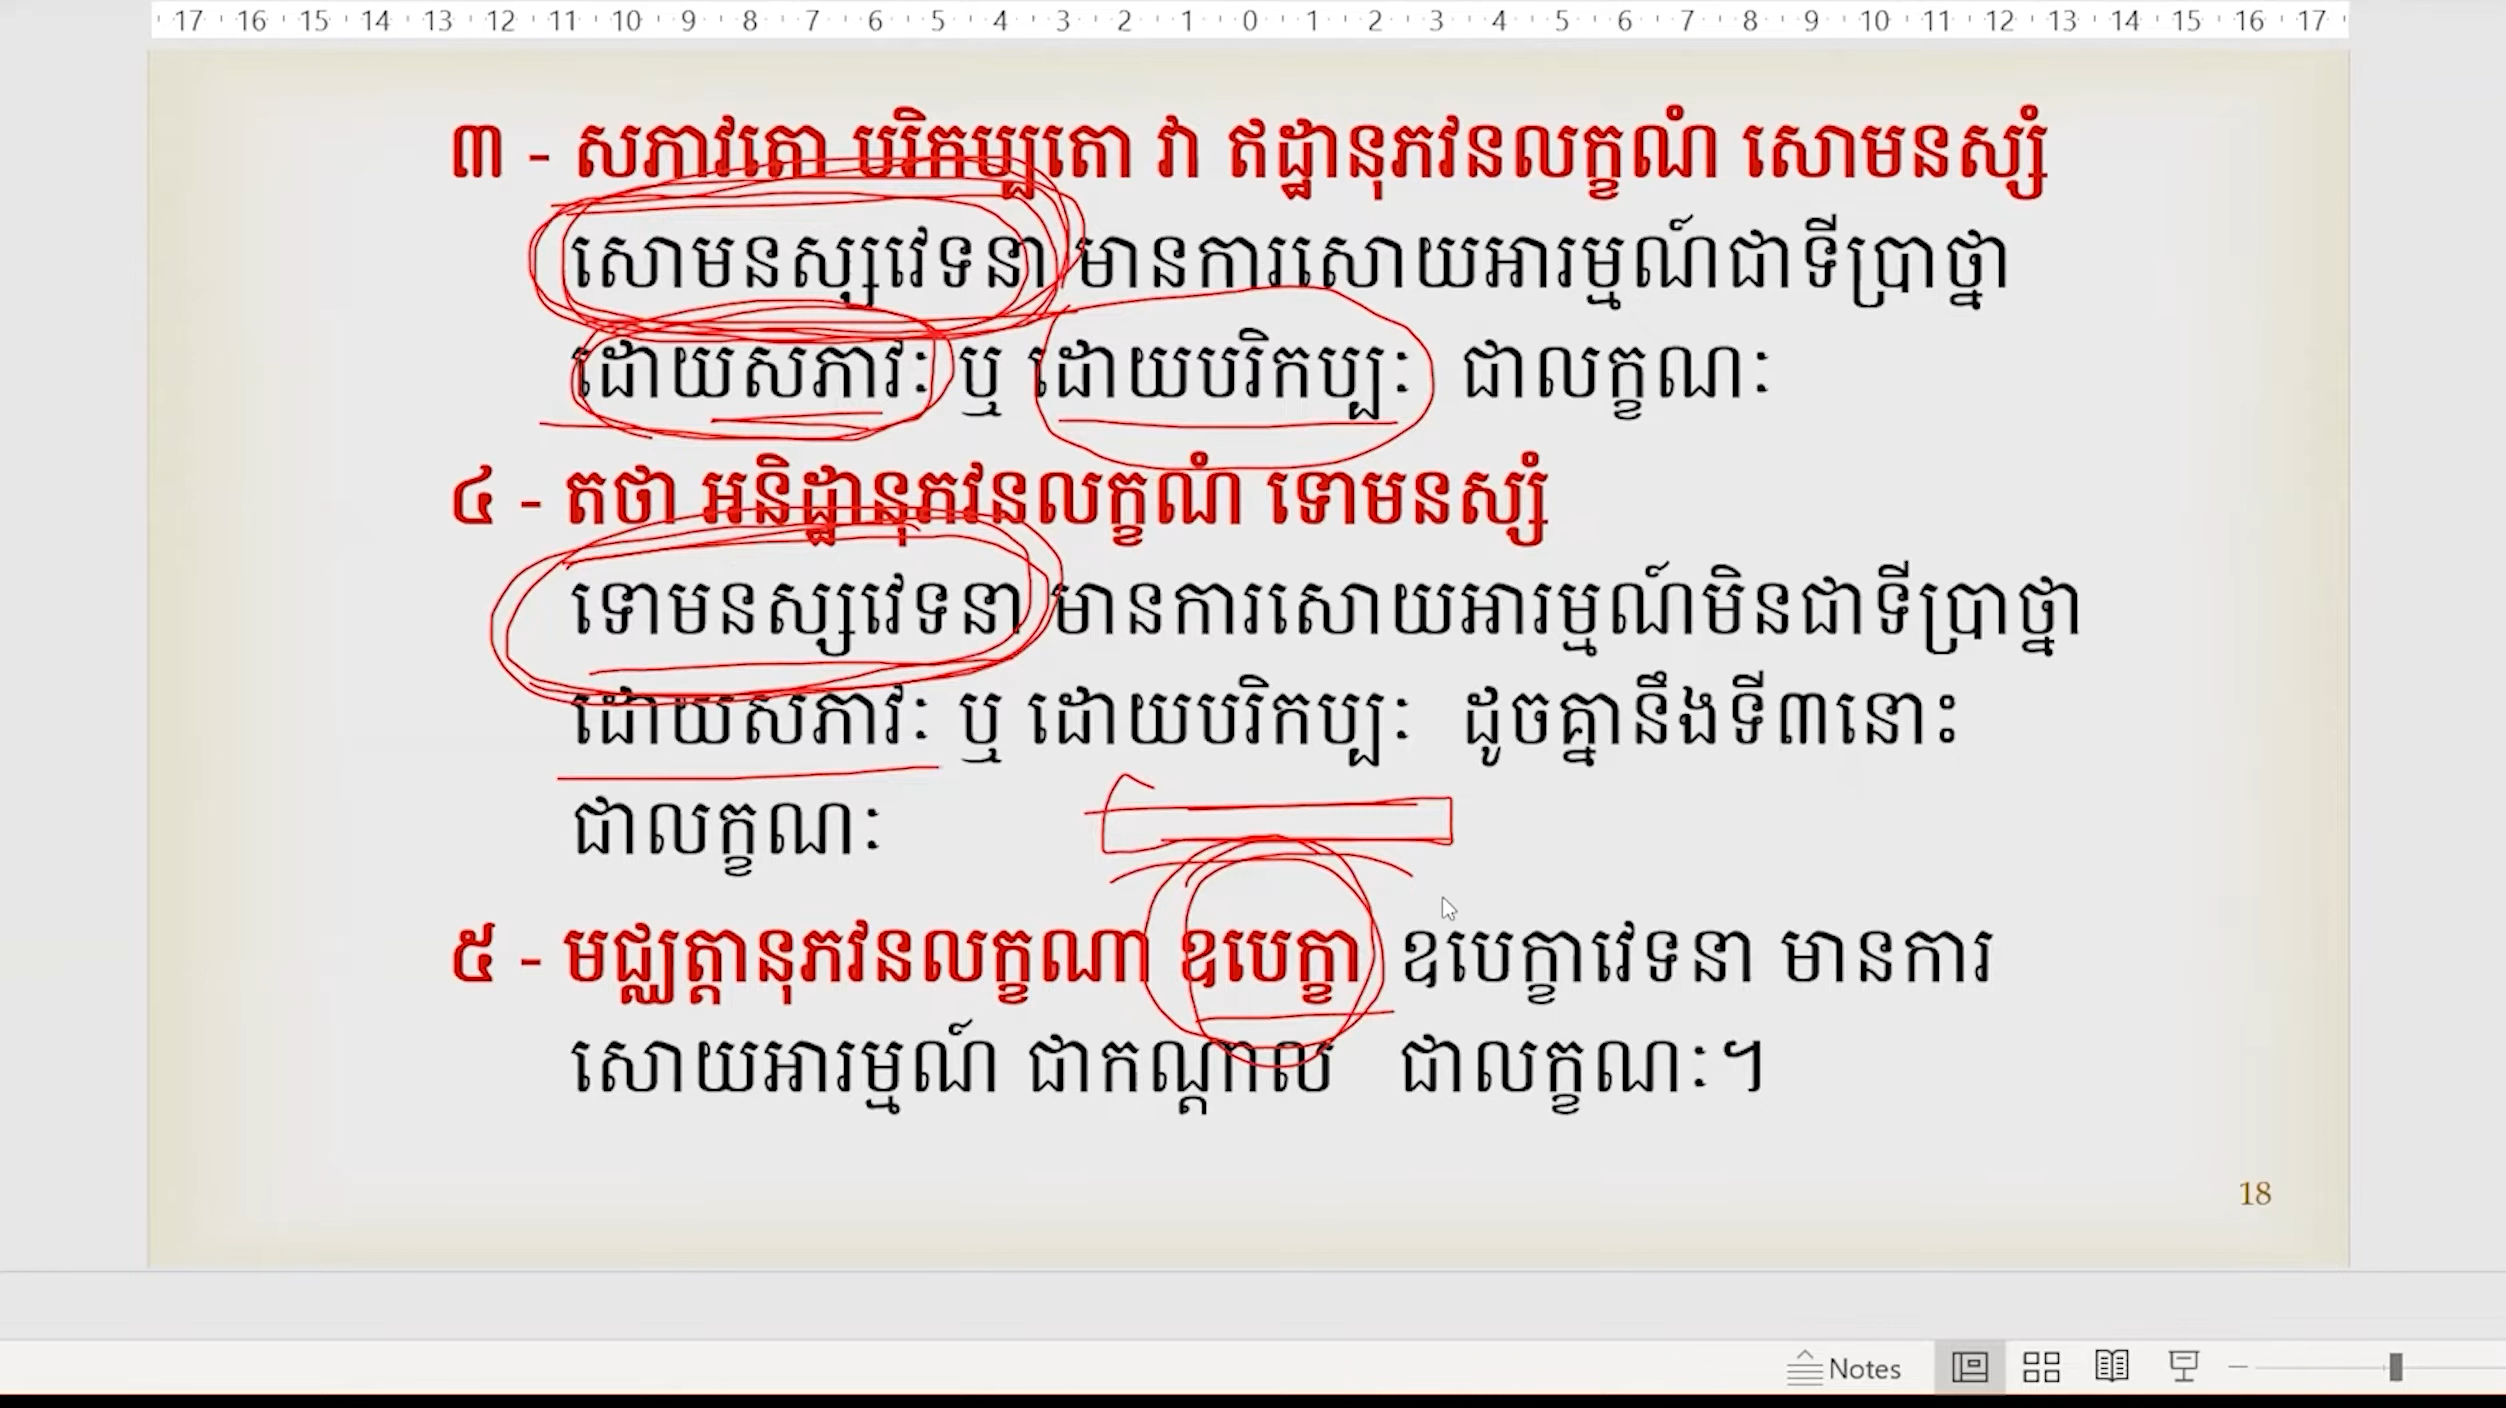 17 16 15 14 13 12 11 10 9 8 7 6 5 4 3 2 1 0 1 2 3 4 5 6 7 8 9 10 11 12 13 14 15 16 17
៣ - សភាវតោ បរិកប្បតោ វា ឥដ្ឋានុភវនលក្ខណំ សោមនស្សំ
សោមនស្សវេទនា មានការសោយអារម្មណ៍ជាទីប្រាថ្នា
ដោយសភាវៈ ឬ ដោយបរិកប្បៈ ជាលក្ខណៈ
៤ - តថា អនិដ្ឋានុភវនលក្ខណំ ទោមនស្សំ
ទោមនស្សវេទនា មានការសោយអារម្មណ៍មិនជាទីប្រាថ្នា
ដោយសភាវៈ ឬ ដោយបរិកប្បៈ ដូចគ្នានឹងទី៣នោះ
ជាលក្ខណៈ
៥ - មជ្ឈត្តានុភវនលក្ខណា ឧបេក្ខា ឧបេក្ខាវេទនា មានការ
សោយអារម្មណ៍ ជាកណ្តាល ជាលក្ខណៈ។
18
Notes